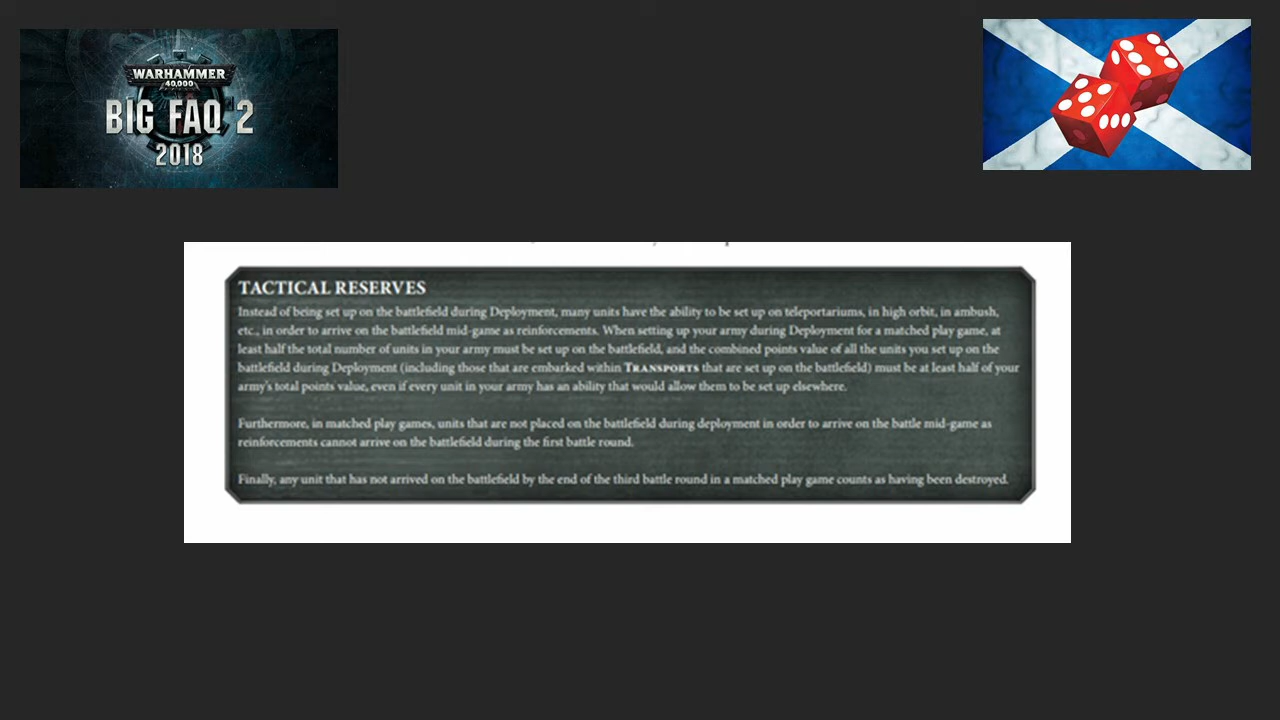 WARHAMMER
40,000
BIG FAQ 2
2018
TACTICAL RESERVES
Instead of being set up on the battlefield during Deployment, many units have the ability to be set up on teleportariums, in high orbit, in ambush,
etc., in order to arrive on the battlefield mid-game as reinforcements. When setting up your army during Deployment for a matched play game, at
least half the total number of units in your army must be set up on the battlefield, and the combined points value of all the units you set up on the
battlefield during Deployment (including those that are embarked within TRANSPORTS that are set up on the battlefield) must be at least half of your
army's total points value, even if every unit in your army has an ability that would allow them to be set up elsewhere.
Furthermore, in matched play games, units that are not placed on the battlefield during deployment in order to arrive on the battle mid-game as
reinforcements cannot arrive on the battlefield during the first battle round.
Finally, any unit that has not arrived on the battlefield by the end of the third battle round in a matched play game counts as having been destroyed.